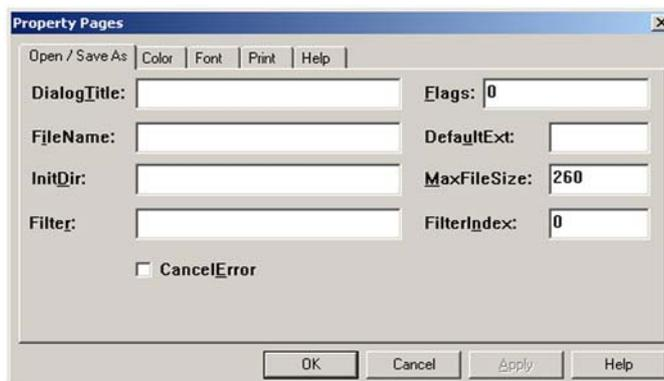 Property Pages
Open / Save As Color Font Print Help
DialogTitle: Flags: 0
FileName: DefaultExt:
InitDir: MaxFileSize: 260
Filter: FilterIndex: 0
CancelError
OK Cancel Apply Help